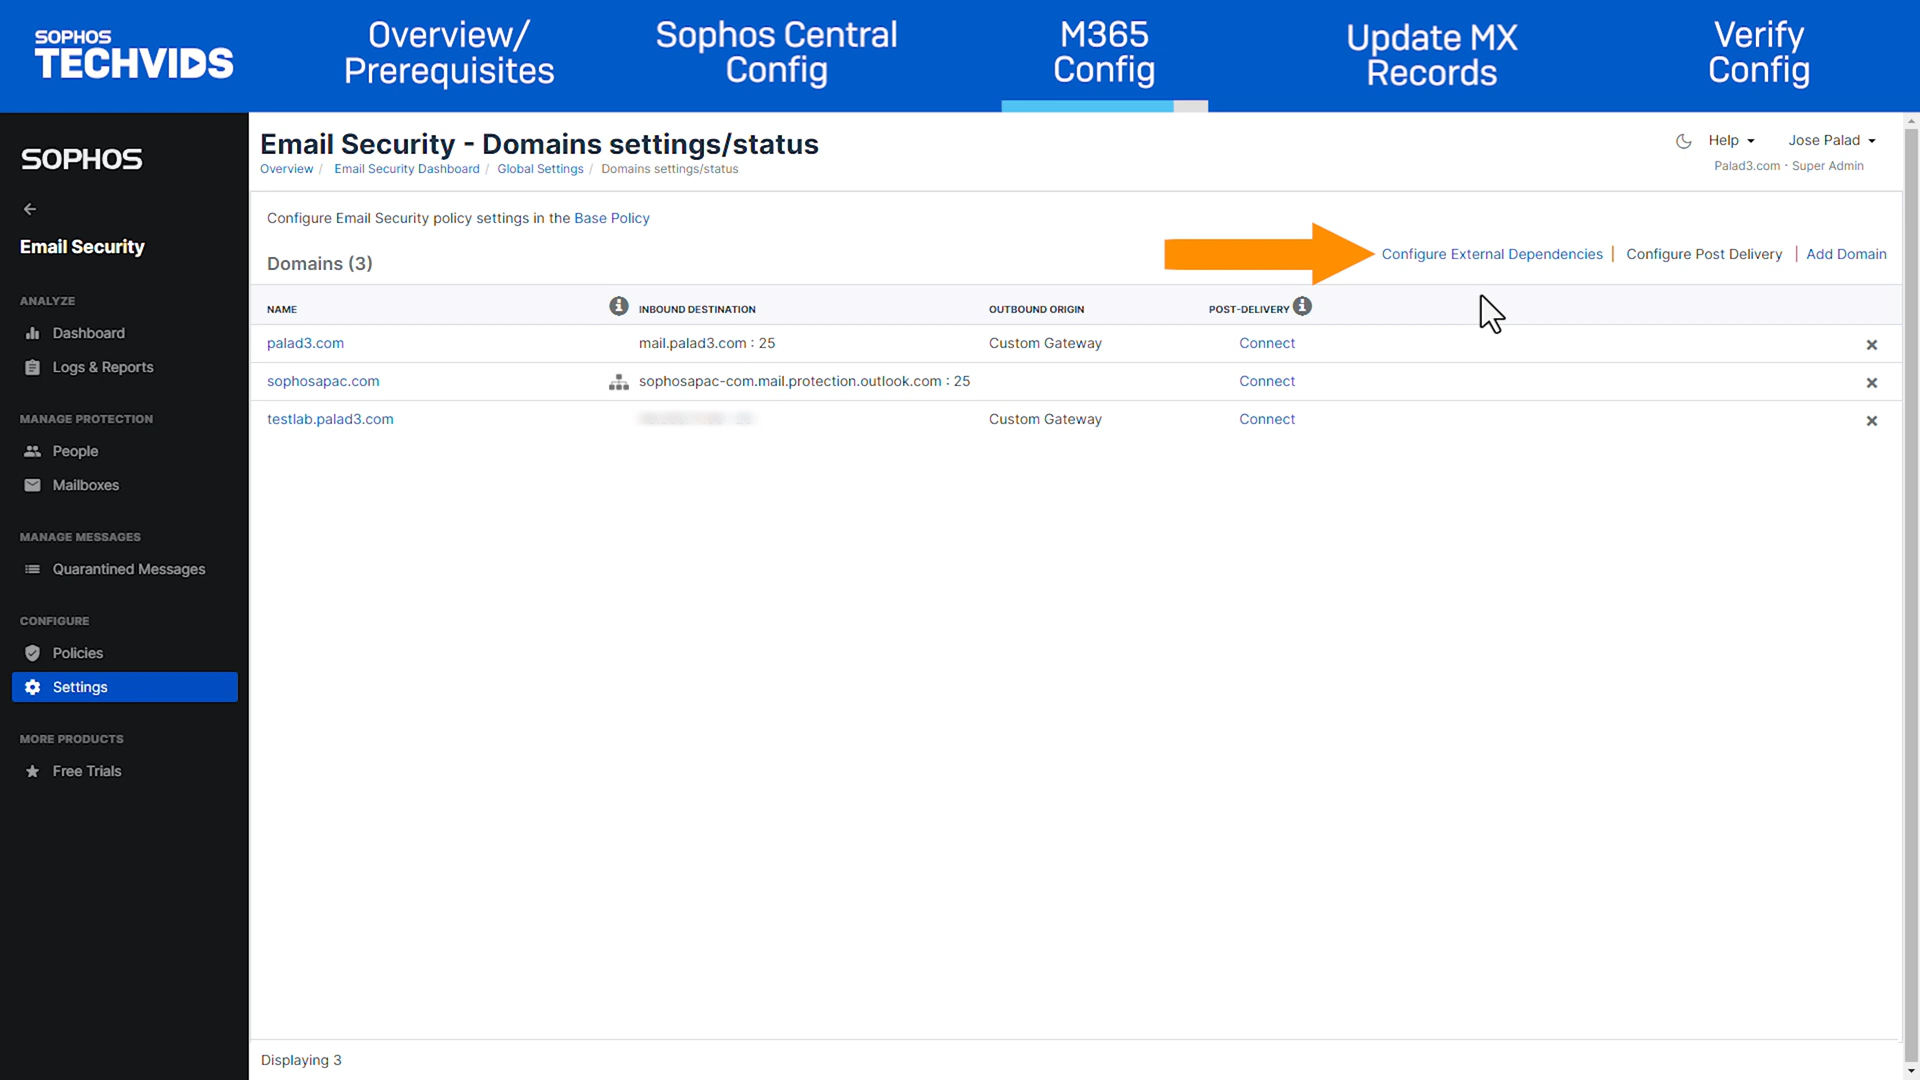 SOPHOS
TECHVIDS
Overview/
Prerequisites
Sophos Central
Config
M365
Config
Update MX
Records
Verify
Config
SOPHOS
Email Security
ANALYZE
Dashboard
Logs & Reports
MANAGE PROTECTION
People
Mailboxes
MANAGE MESSAGES
Quarantined Messages
CONFIGURE
Policies
Settings
MORE PRODUCTS
Free Trials
Email Security - Domains settings/status
Overview / Email Security Dashboard / Global Settings / Domains settings/status
Help
Jose Palad
Palad3.com - Super Admin
Configure Email Security policy settings in the Base Policy
Domains (3)
Configure External Dependencies | Configure Post Delivery | Add Domain
NAME INBOUND DESTINATION OUTBOUND ORIGIN POST-DELIVERY
palad3.com mail.palad3.com : 25 Custom Gateway Connect
sophosapac.com sophosapac-com.mail.protection.outlook.com : 25 Connect
testlab.palad3.com Custom Gateway Connect
Displaying 3